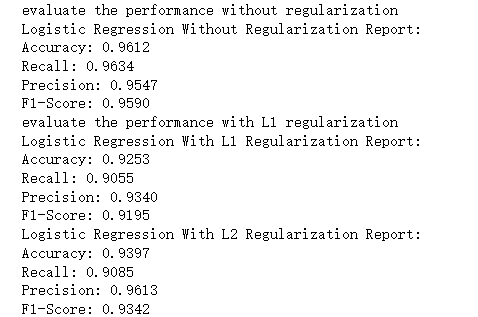 evaluate the performance without regularization
Logistic Regression Without Regularization Report:
Accuracy: 0.9612
Recall: 0.9634
Precision: 0.9547
F1-Score: 0.9590
evaluate the performance with L1 regularization
Logistic Regression With L1 Regularization Report:
Accuracy: 0.9253
Recall: 0.9055
Precision: 0.9340
F1-Score: 0.9195
Logistic Regression With L2 Regularization Report:
Accuracy: 0.9397
Recall: 0.9085
Precision: 0.9613
F1-Score: 0.9342